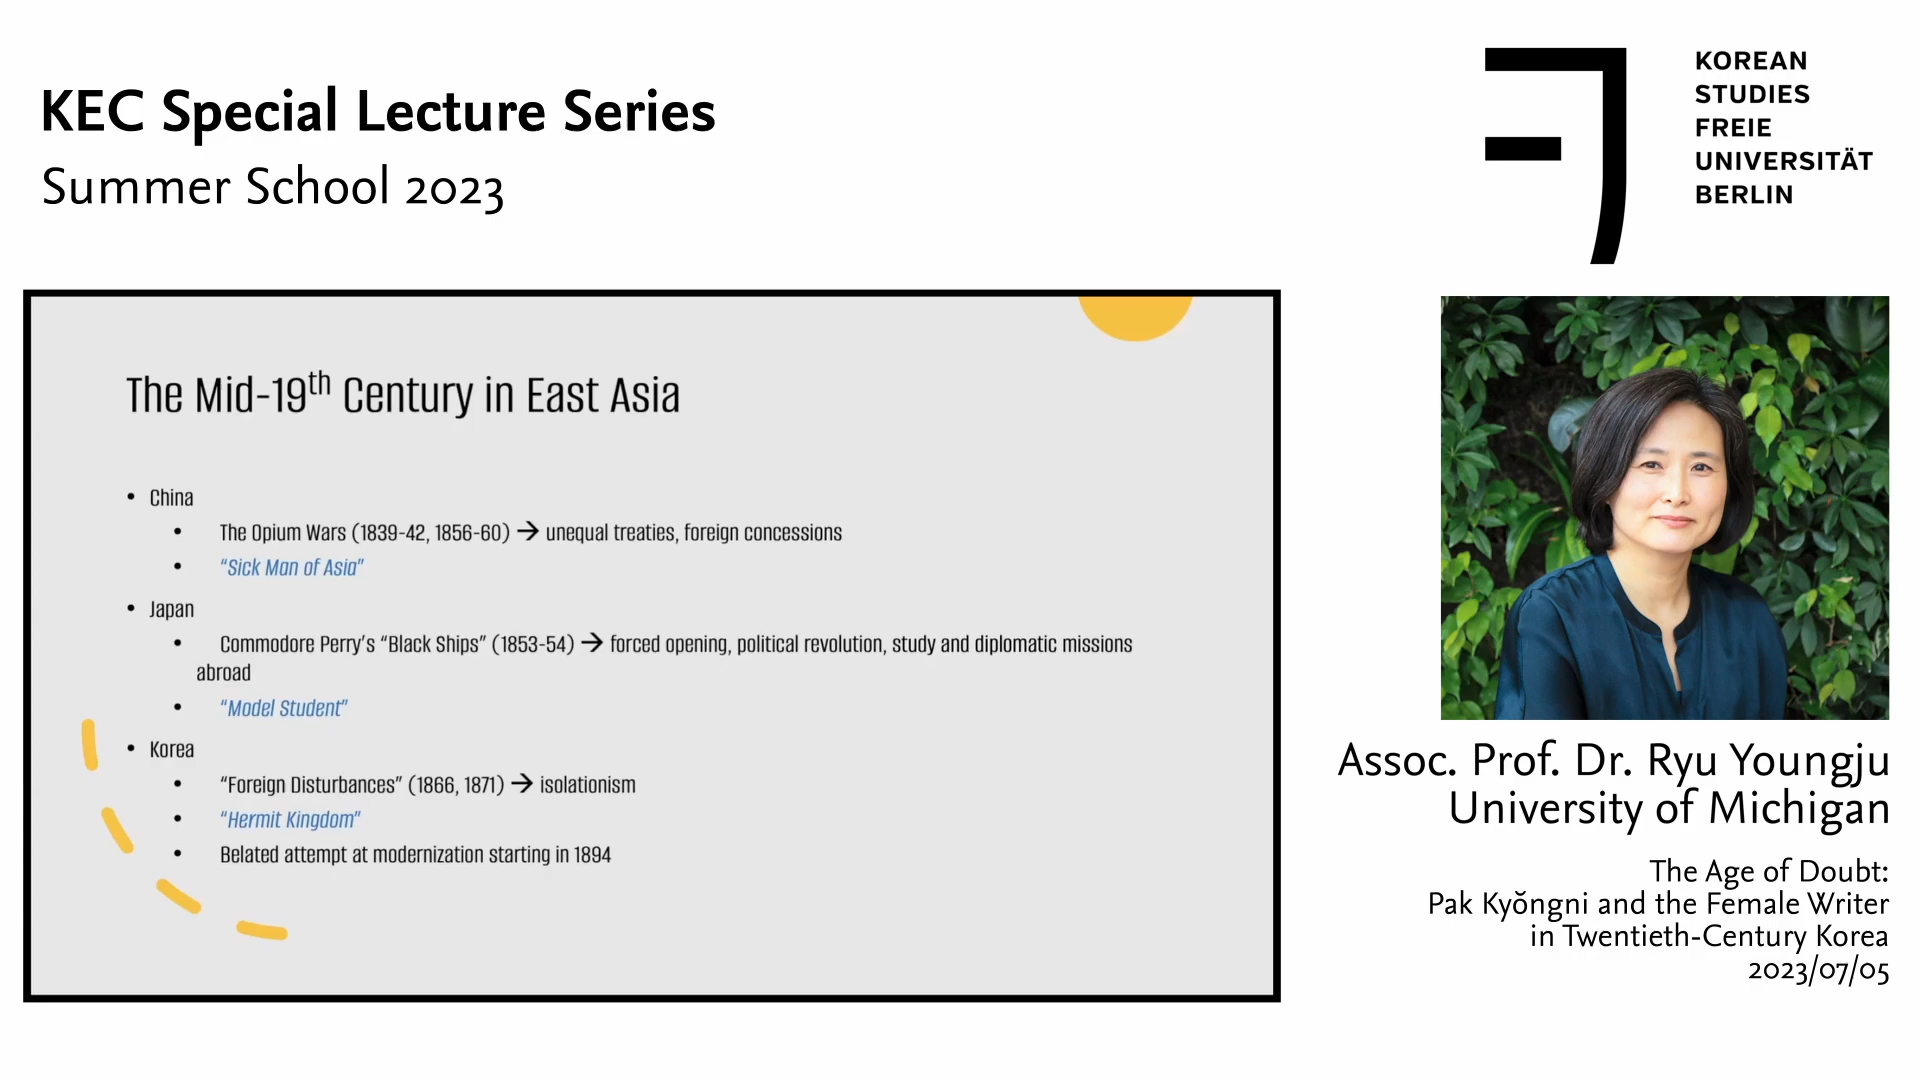 KEC Special Lecture Series
Summer School 2023
KOREAN
STUDIES
FREIE
UNIVERSITÄT
BERLIN
The Mid-19th Century in East Asia
• China
• The Opium Wars (1839-42, 1856-60) → unequal treaties, foreign concessions
• “Sick Man of Asia”
• Japan
• Commodore Perry’s “Black Ships” (1853-54) → forced opening, political revolution, study and diplomatic missions
abroad
• “Model Student”
• Korea
• “Foreign Disturbances” (1866, 1871) → isolationism
• “Hermit Kingdom”
• Belated attempt at modernization starting in 1894
Assoc. Prof. Dr. Ryu Youngju
University of Michigan
The Age of Doubt:
Pak Kyŏngni and the Female Writer
in Twentieth-Century Korea
2023/07/05